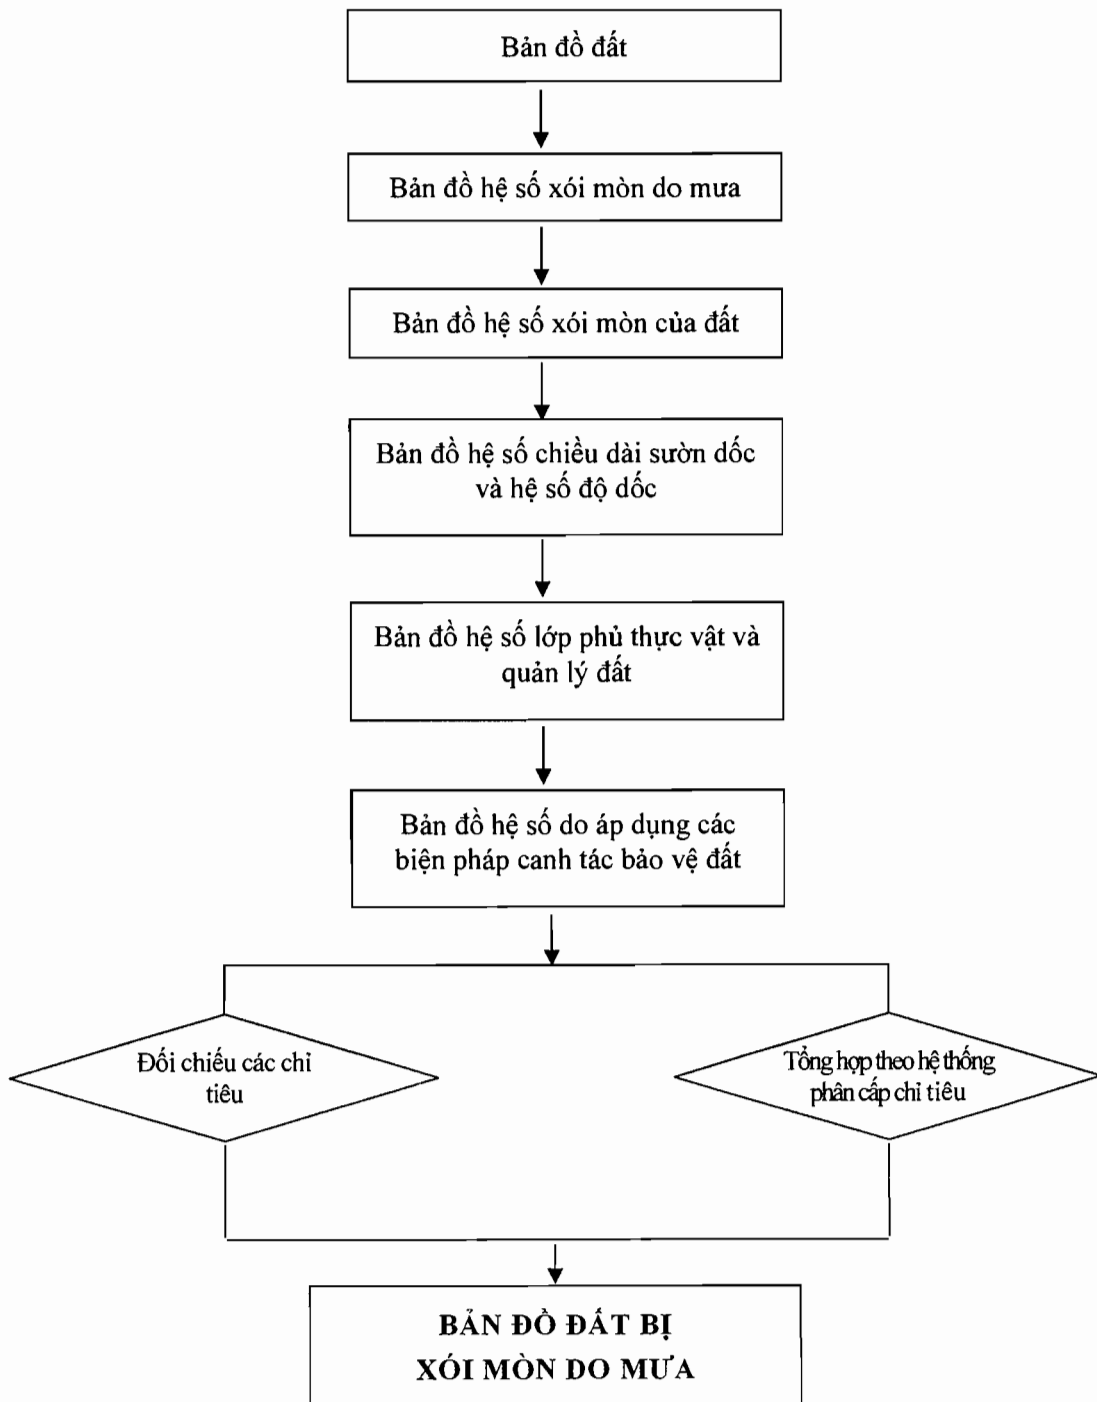 Bản đồ đất
Bản đồ hệ số xói mòn do mưa
Bản đồ hệ số xói mòn của đất
Bản đồ hệ số chiều dài sườn dốc
và hệ số độ dốc
Bản đồ hệ số lớp phủ thực vật và
quản lý đất
Bản đồ hệ số do áp dụng các
biện pháp canh tác bảo vệ đất
Đối chiếu các chỉ
tiêu
Tổng hợp theo hệ thống
phân cấp chỉ tiêu
BẢN ĐỒ ĐẤT BỊ
XÓI MÒN DO MƯA